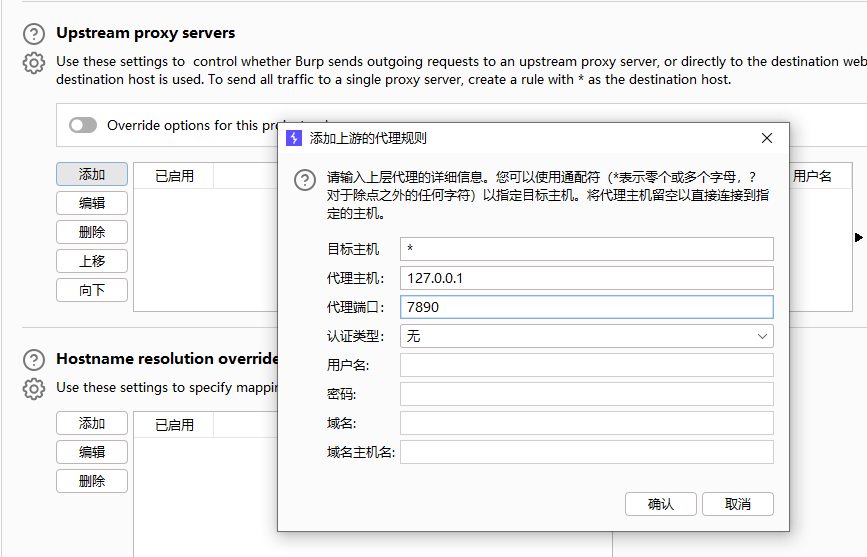 Upstream proxy servers
Use these settings to  control whether Burp sends outgoing requests to an upstream proxy server, or directly to the destination web
destination host is used. To send all traffic to a single proxy server, create a rule with * as the destination host.
Override options for this
添加
已启用
用户名
编辑
删除
上移
向下
添加上游的代理规则
请输入上层代理的详细信息。您可以使用通配符（*表示零个或多个字母，？
对于除点之外的任何字符）以指定目标主机。将代理主机留空以直接连接到指
定的主机。
目标主机
*
代理主机：
127.0.0.1
代理端口：
7890
认证类型：
无
用户名:
密码:
域名:
域名主机名:
确认
取消
Hostname resolution override
Use these settings to specify
添加
已启用
编辑
删除